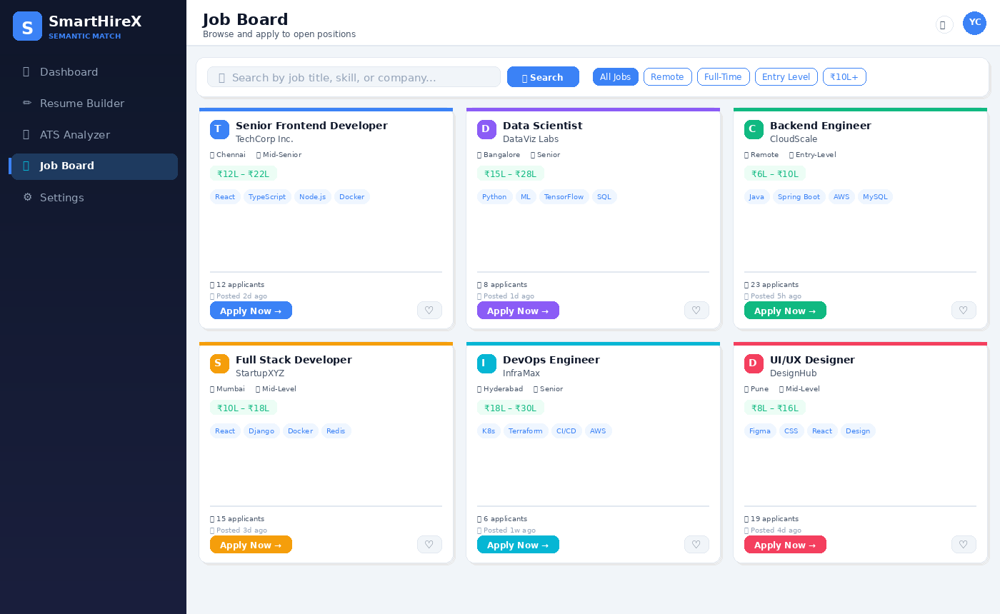 S SmartHireX
SEMANTIC MATCH
Dashboard
Resume Builder
ATS Analyzer
Job Board
Settings
Job Board
Browse and apply to open positions
YC
Search by job title, skill, or company... Search All Jobs Remote Full-Time Entry Level ₹10L+
T Senior Frontend Developer
TechCorp Inc.
Chennai Mid-Senior
₹12L – ₹22L
React TypeScript Node.js Docker
12 applicants
Posted 2d ago
Apply Now → ♡
D Data Scientist
DataViz Labs
Bangalore Senior
₹15L – ₹28L
Python ML TensorFlow SQL
8 applicants
Posted 1d ago
Apply Now → ♡
C Backend Engineer
CloudScale
Remote Entry-Level
₹6L – ₹10L
Java Spring Boot AWS MySQL
23 applicants
Posted 5h ago
Apply Now → ♡
S Full Stack Developer
StartupXYZ
Mumbai Mid-Level
₹10L – ₹18L
React Django Docker Redis
15 applicants
Posted 3d ago
Apply Now → ♡
I DevOps Engineer
InfraMax
Hyderabad Senior
₹18L – ₹30L
K8s Terraform CI/CD AWS
6 applicants
Posted 1w ago
Apply Now → ♡
D UI/UX Designer
DesignHub
Pune Mid-Level
₹8L – ₹16L
Figma CSS React Design
19 applicants
Posted 4d ago
Apply Now → ♡